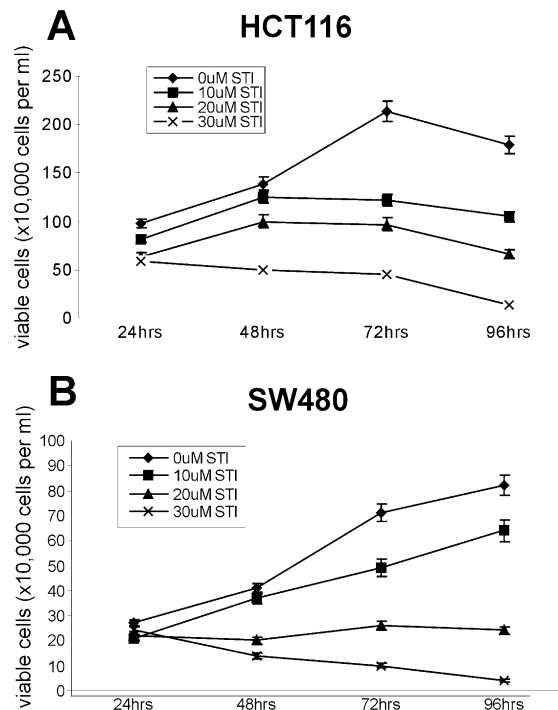 A
HCT116
viable cells (x10,000 cells per ml)
250
200
150
100
50
0
0uM STI
10uM STI
20uM STI
30uM STI
24hrs
48hrs
72hrs
96hrs
B
SW480
viable cells (x10,000 cells per ml)
100
90
80
70
60
50
40
30
20
10
0
0uM STI
10uM STI
20uM STI
30uM STI
24hrs
48hrs
72hrs
96hrs